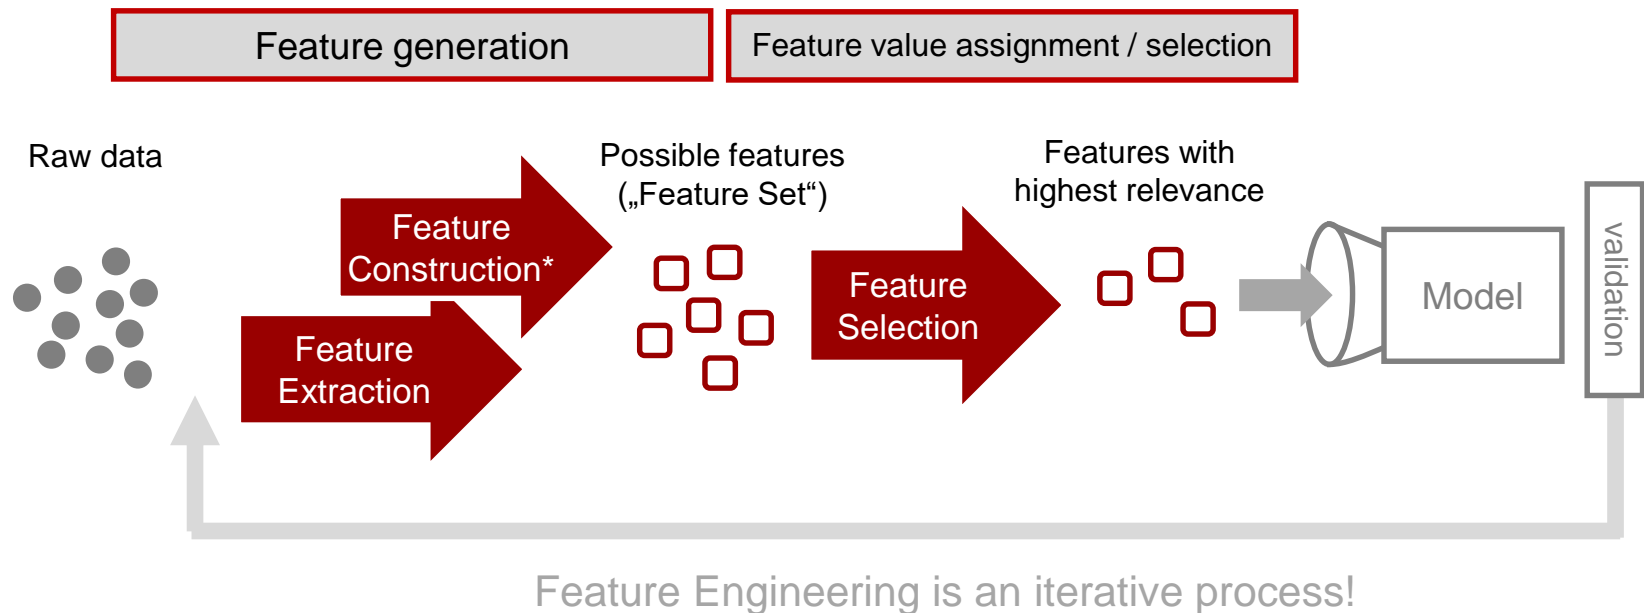 Feature generation
Feature value assignment / selection
Raw data
Feature
Construction*
Feature
Extraction
Possible features
(„Feature Set“)
Feature
Selection
Features with
highest relevance
Model
validation
Feature Engineering is an iterative process!